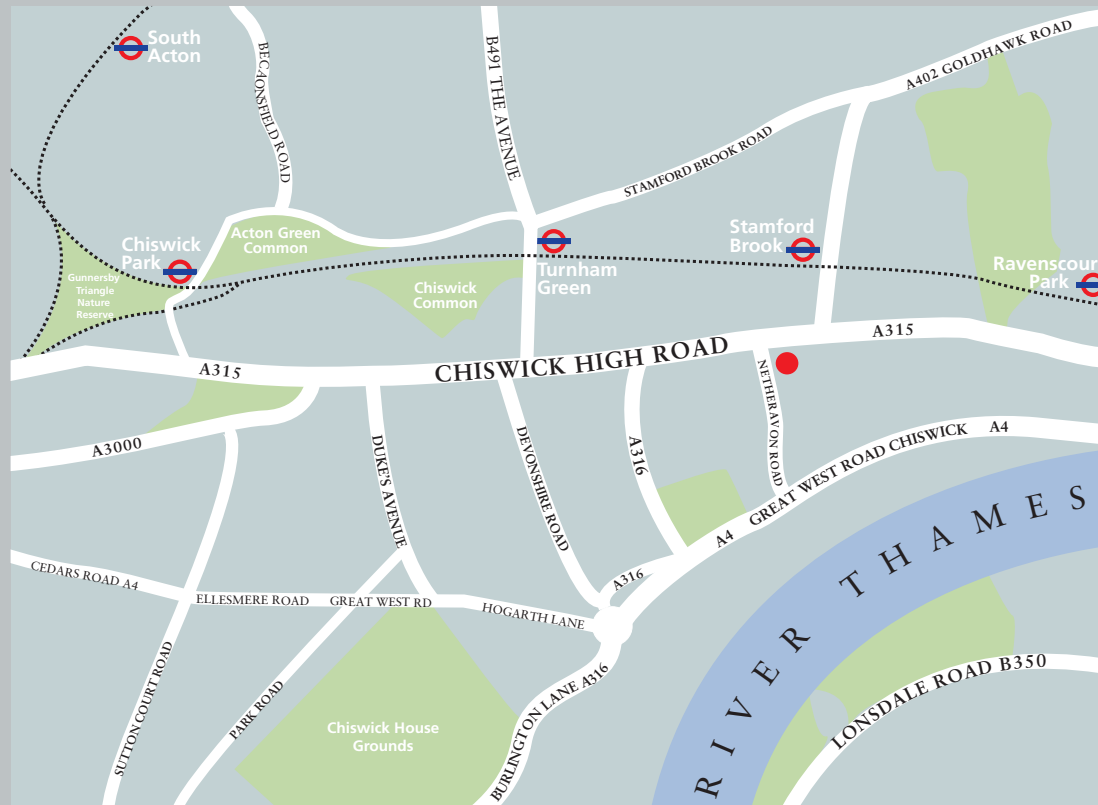 South
Acton
BECAONSFIELD ROAD
B491 THE AVENUE
A402 GOLDHAWK ROAD
STAMFORD BROOK ROAD
Chiswick
Park
Acton Green
Common
Stamford
Brook
Turnham
Green
Ravenscour
Park
Gunnersby
Triangle
Nature
Reserve
Chiswick
Common
A315
CHISWICK HIGH ROAD
A315
A3000
DUKE'S AVENUE
DEVONSHIRE ROAD
A316
NETHERAVON ROAD
A4 GREAT WEST ROAD CHISWICK A4
CEDARS ROAD A4
ELLESMERE ROAD GREAT WEST RD
HOGARTH LANE
A316
SUTTON COURT ROAD
PARK ROAD
Chiswick House
Grounds
BURLINGTON LANE A316
RIVER THAMES
LONSDALE ROAD B350